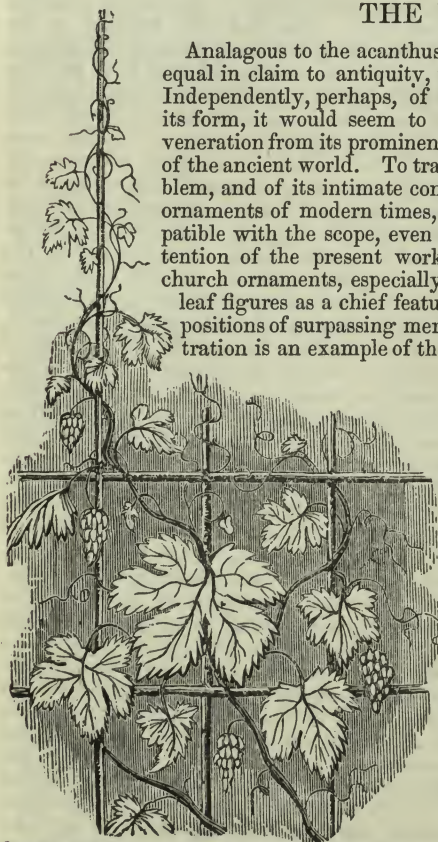 THE
Analagous to the acanthus
equal in claim to antiquity,
Independently, perhaps, of
its form, it would seem to
veneration from its prominen
of the ancient world. To tra
blem, and of its intimate con
ornaments of modern times,
patible with the scope, even
tention of the present work
church ornaments, especially
leaf figures as a chief featu
positions of surpassing mer
tration is an example of th